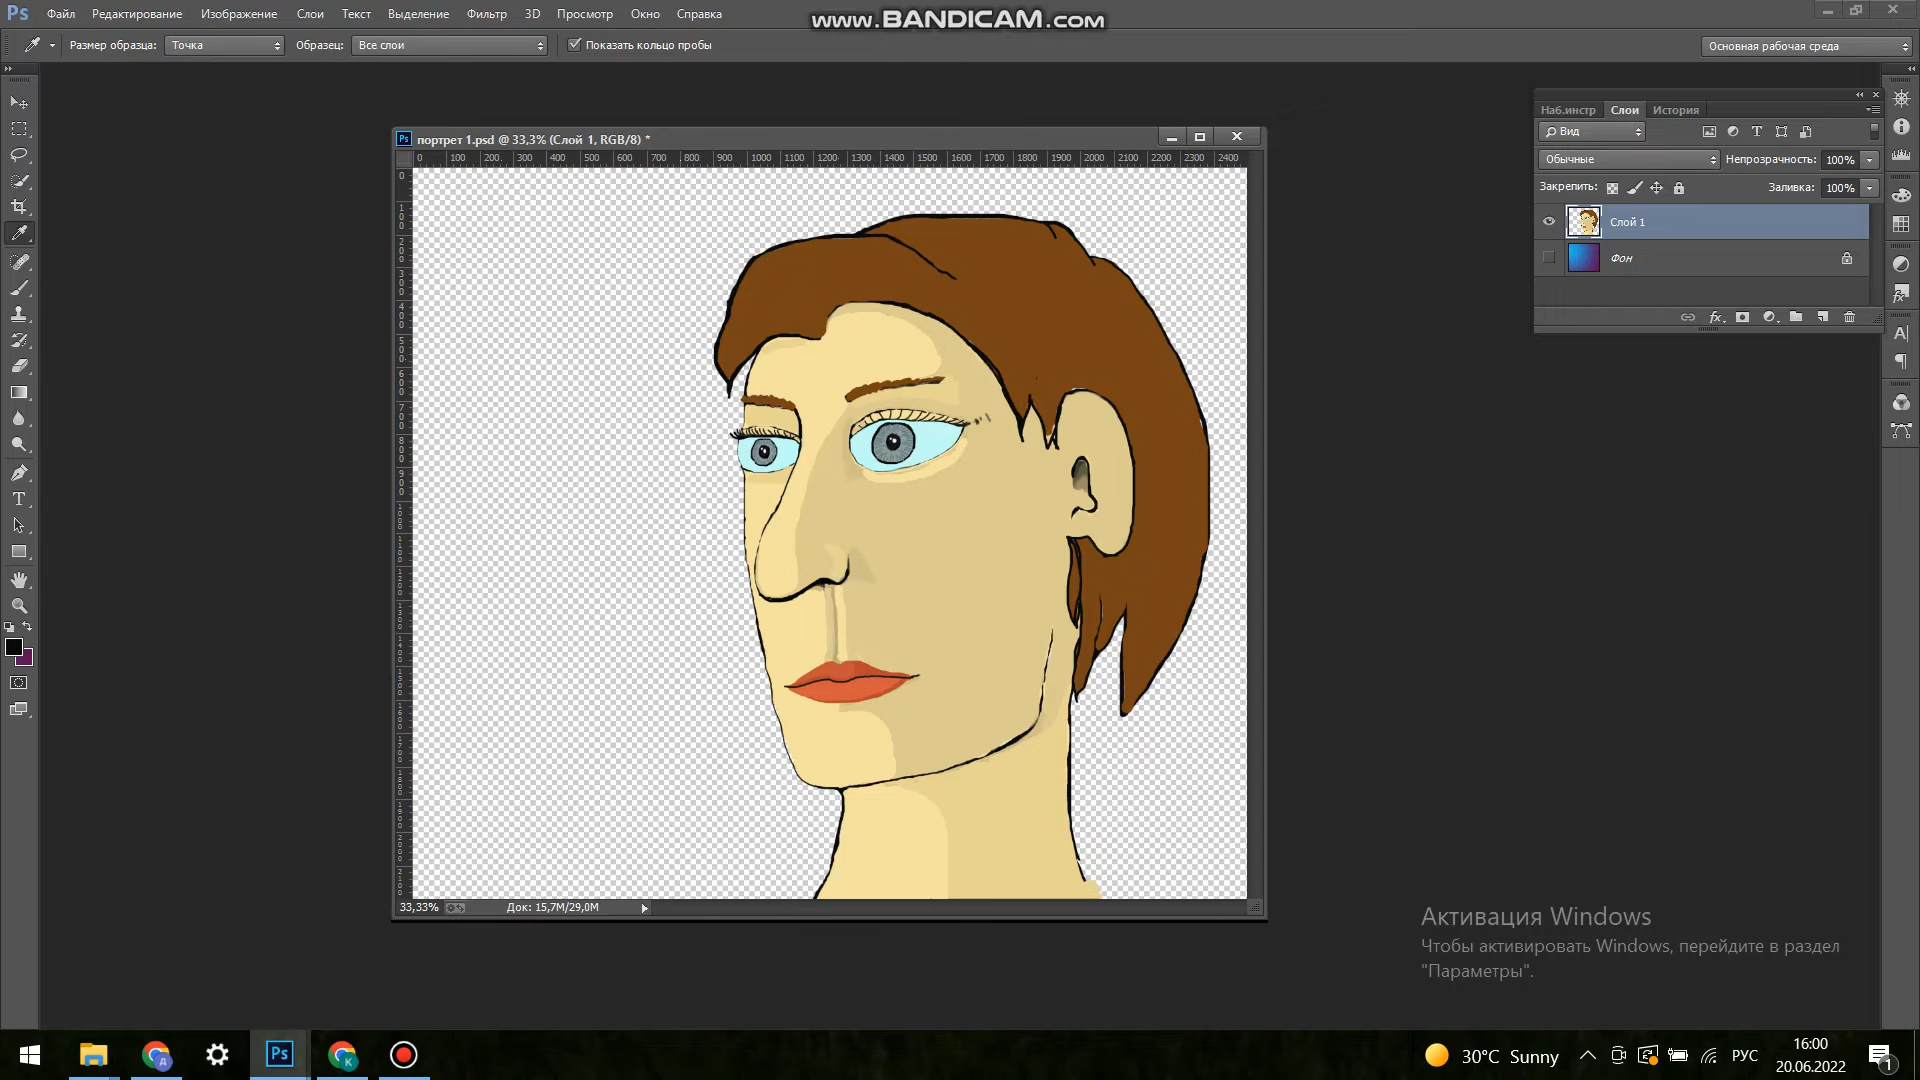 Ps Файл Редактирование Изображение Слои Текст Выделение Фильтр 3D Просмотр Окно Справка
www.BANDICAM.com
Размер образца: Точка Образец: Все слои Показать кольцо пробы Основная рабочая среда
Наб.инстр Слои История
Вид
Обычные Непрозрачность: 100%
Закрепить: Заливка: 100%
Слой 1
Фон
Ps портрет 1.psd @ 33,3% (Слой 1, RGB/8) *
0 100 200 300 400 500 600 700 800 900 1000 1100 1200 1300 1400 1500 1600 1700 1800 1900 2000 2100 2200 2300 2400
33,33% Док: 15,7M/29,0M
Активация Windows
Чтобы активировать Windows, перейдите в раздел
"Параметры".
Ps
30°C Sunny
РУС
16:00
20.06.2022
1